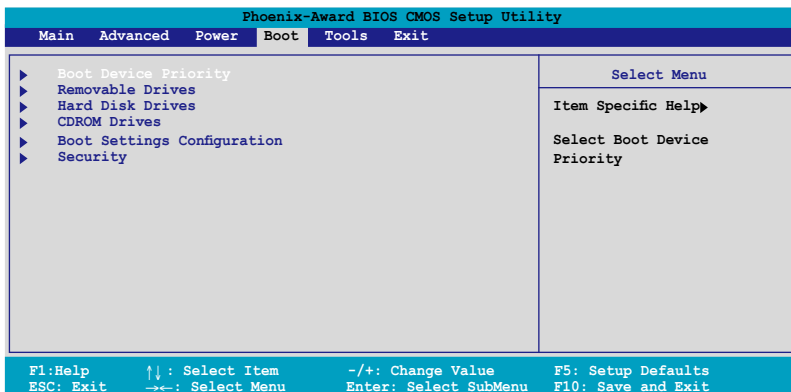 Phoenix-Award BIOS CMOS Setup Utility
Main Advanced Power Boot Tools Exit
Boot Device Priority
Removable Drives
Hard Disk Drives
CDROM Drives
Boot Settings Configuration
Security
Select Menu
Item Specific Help
Select Boot Device
Priority
F1:Help ↑↓ : Select Item -/+: Change Value F5: Setup Defaults
ESC: Exit →←: Select Menu Enter: Select SubMenu F10: Save and Exit